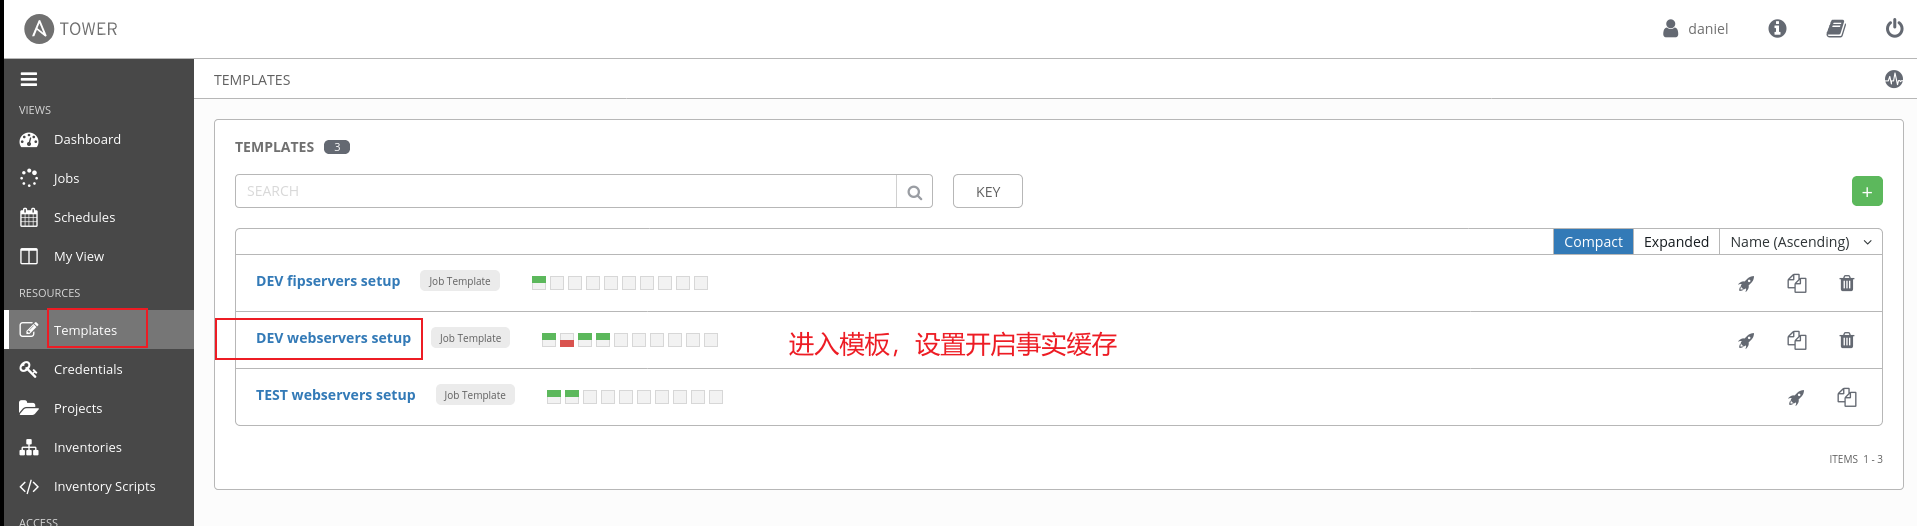 TOWER
daniel
VIEWS
Dashboard
Jobs
Schedules
My View
RESOURCES
Templates
Credentials
Projects
Inventories
Inventory Scripts
ACCESS
TEMPLATES
TEMPLATES 3
SEARCH
KEY
+
Compact Expanded Name (Ascending)
DEV fipservers setup Job Template
DEV webservers setup Job Template
进入模板，设置开启事实缓存
TEST webservers setup Job Template
ITEMS 1 - 3